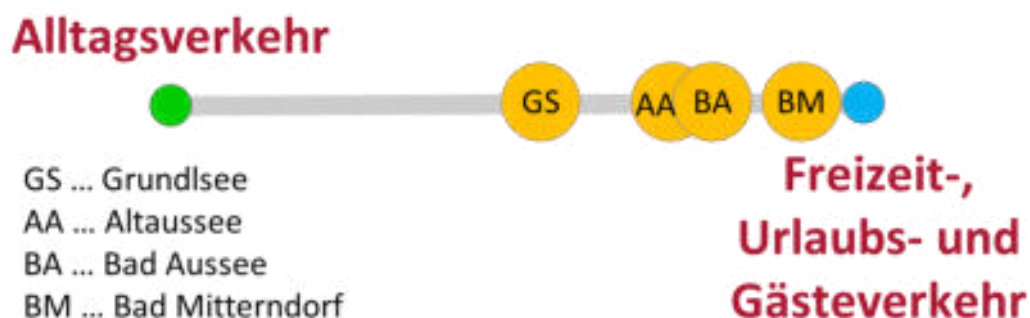 Alltagsverkehr
GS AA BA BM
GS ... Grundlsee
AA ... Altaussee
BA ... Bad Aussee
BM ... Bad Mitterndorf
Freizeit-,
Urlaubs- und
Gästeverkehr